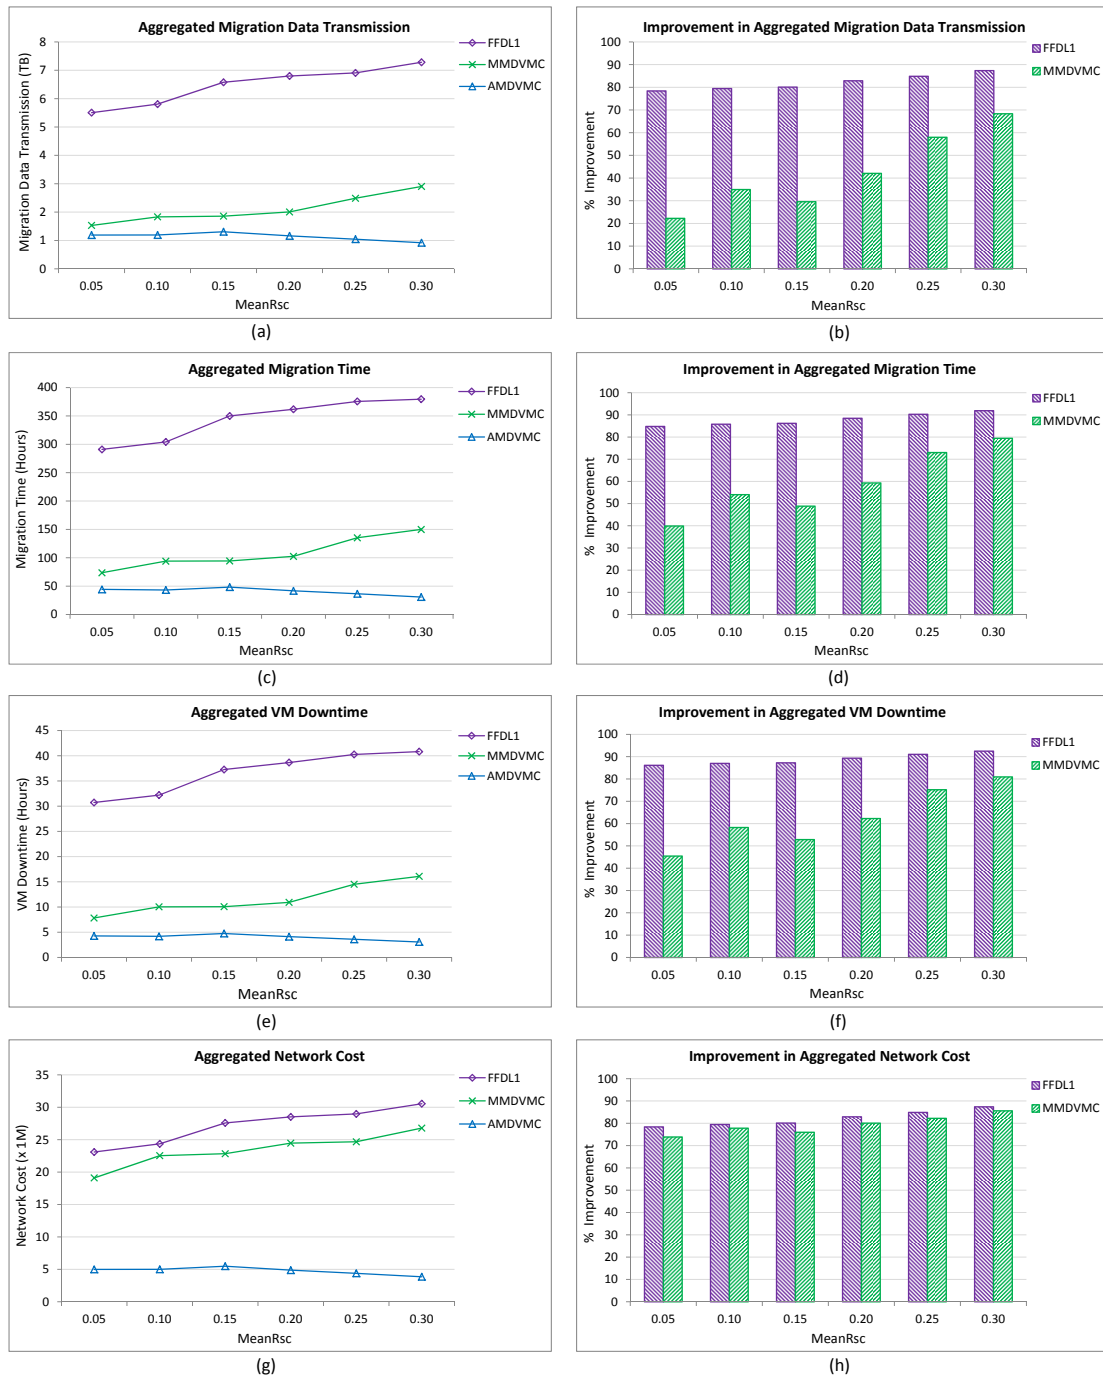 Aggregated Migration Data Transmission
Migration Data Transmission (TB)
8
7
6
5
4
3
2
1
0
0.05 0.10 0.15 0.20 0.25 0.30
MeanRsc
FFDL1
MMDVMC
AMDVMC
(a)
Improvement in Aggregated Migration Data Transmission
% Improvement
100
90
80
70
60
50
40
30
20
10
0
0.05 0.10 0.15 0.20 0.25 0.30
MeanRsc
FFDL1
MMDVMC
(b)
Aggregated Migration Time
Migration Time (Hours)
400
350
300
250
200
150
100
50
0
0.05 0.10 0.15 0.20 0.25 0.30
MeanRsc
FFDL1
MMDVMC
AMDVMC
(c)
Improvement in Aggregated Migration Time
% Improvement
100
90
80
70
60
50
40
30
20
10
0
0.05 0.10 0.15 0.20 0.25 0.30
MeanRsc
FFDL1
MMDVMC
(d)
Aggregated VM Downtime
VM Downtime (Hours)
45
40
35
30
25
20
15
10
5
0
0.05 0.10 0.15 0.20 0.25 0.30
MeanRsc
FFDL1
MMDVMC
AMDVMC
(e)
Improvement in Aggregated VM Downtime
% Improvement
100
90
80
70
60
50
40
30
20
10
0
0.05 0.10 0.15 0.20 0.25 0.30
MeanRsc
FFDL1
MMDVMC
(f)
Aggregated Network Cost
Network Cost (x 1M)
35
30
25
20
15
10
5
0
0.05 0.10 0.15 0.20 0.25 0.30
MeanRsc
FFDL1
MMDVMC
AMDVMC
(g)
Improvement in Aggregated Network Cost
% Improvement
100
90
80
70
60
50
40
30
20
10
0
0.05 0.10 0.15 0.20 0.25 0.30
MeanRsc
FFDL1
MMDVMC
(h)